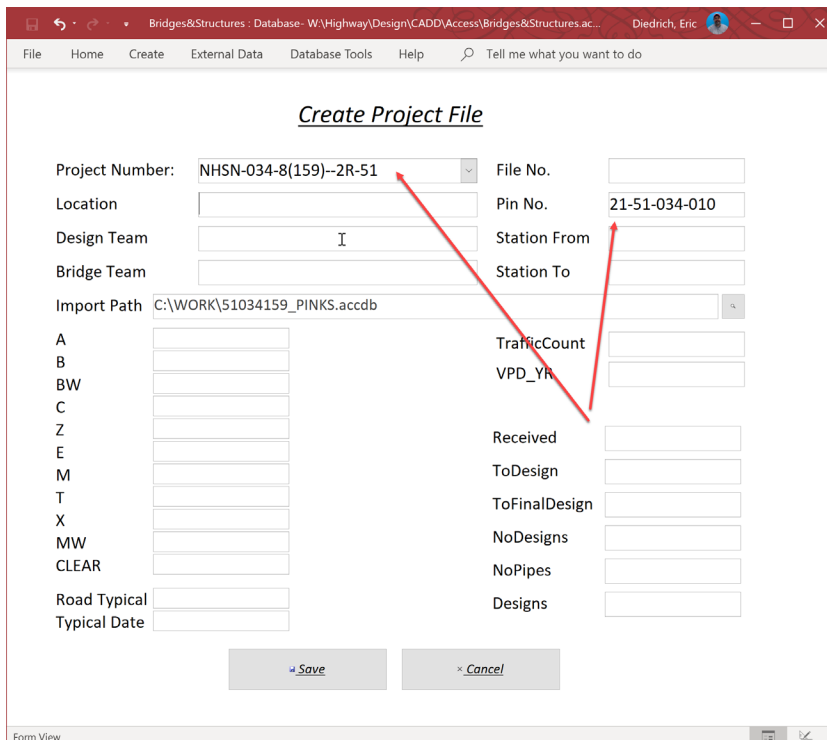 Bridges&Structures : Database- W:\Highway\Design\CADD\Access\Bridges&Structures.ac... Diedrich, Eric
File Home Create External Data Database Tools Help Tell me what you want to do
Create Project File
Project Number: NHSN-034-8(159)--2R-51 File No.
Location Pin No. 21-51-034-010
Design Team Station From
Bridge Team Station To
Import Path C:\WORK\51034159_PINKS.accdb
A TrafficCount
B
BW VPD_YR
C
Z Received
E
M ToDesign
T ToFinalDesign
X
MW NoDesigns
CLEAR NoPipes
Road Typical Designs
Typical Date
Save Cancel
Form View